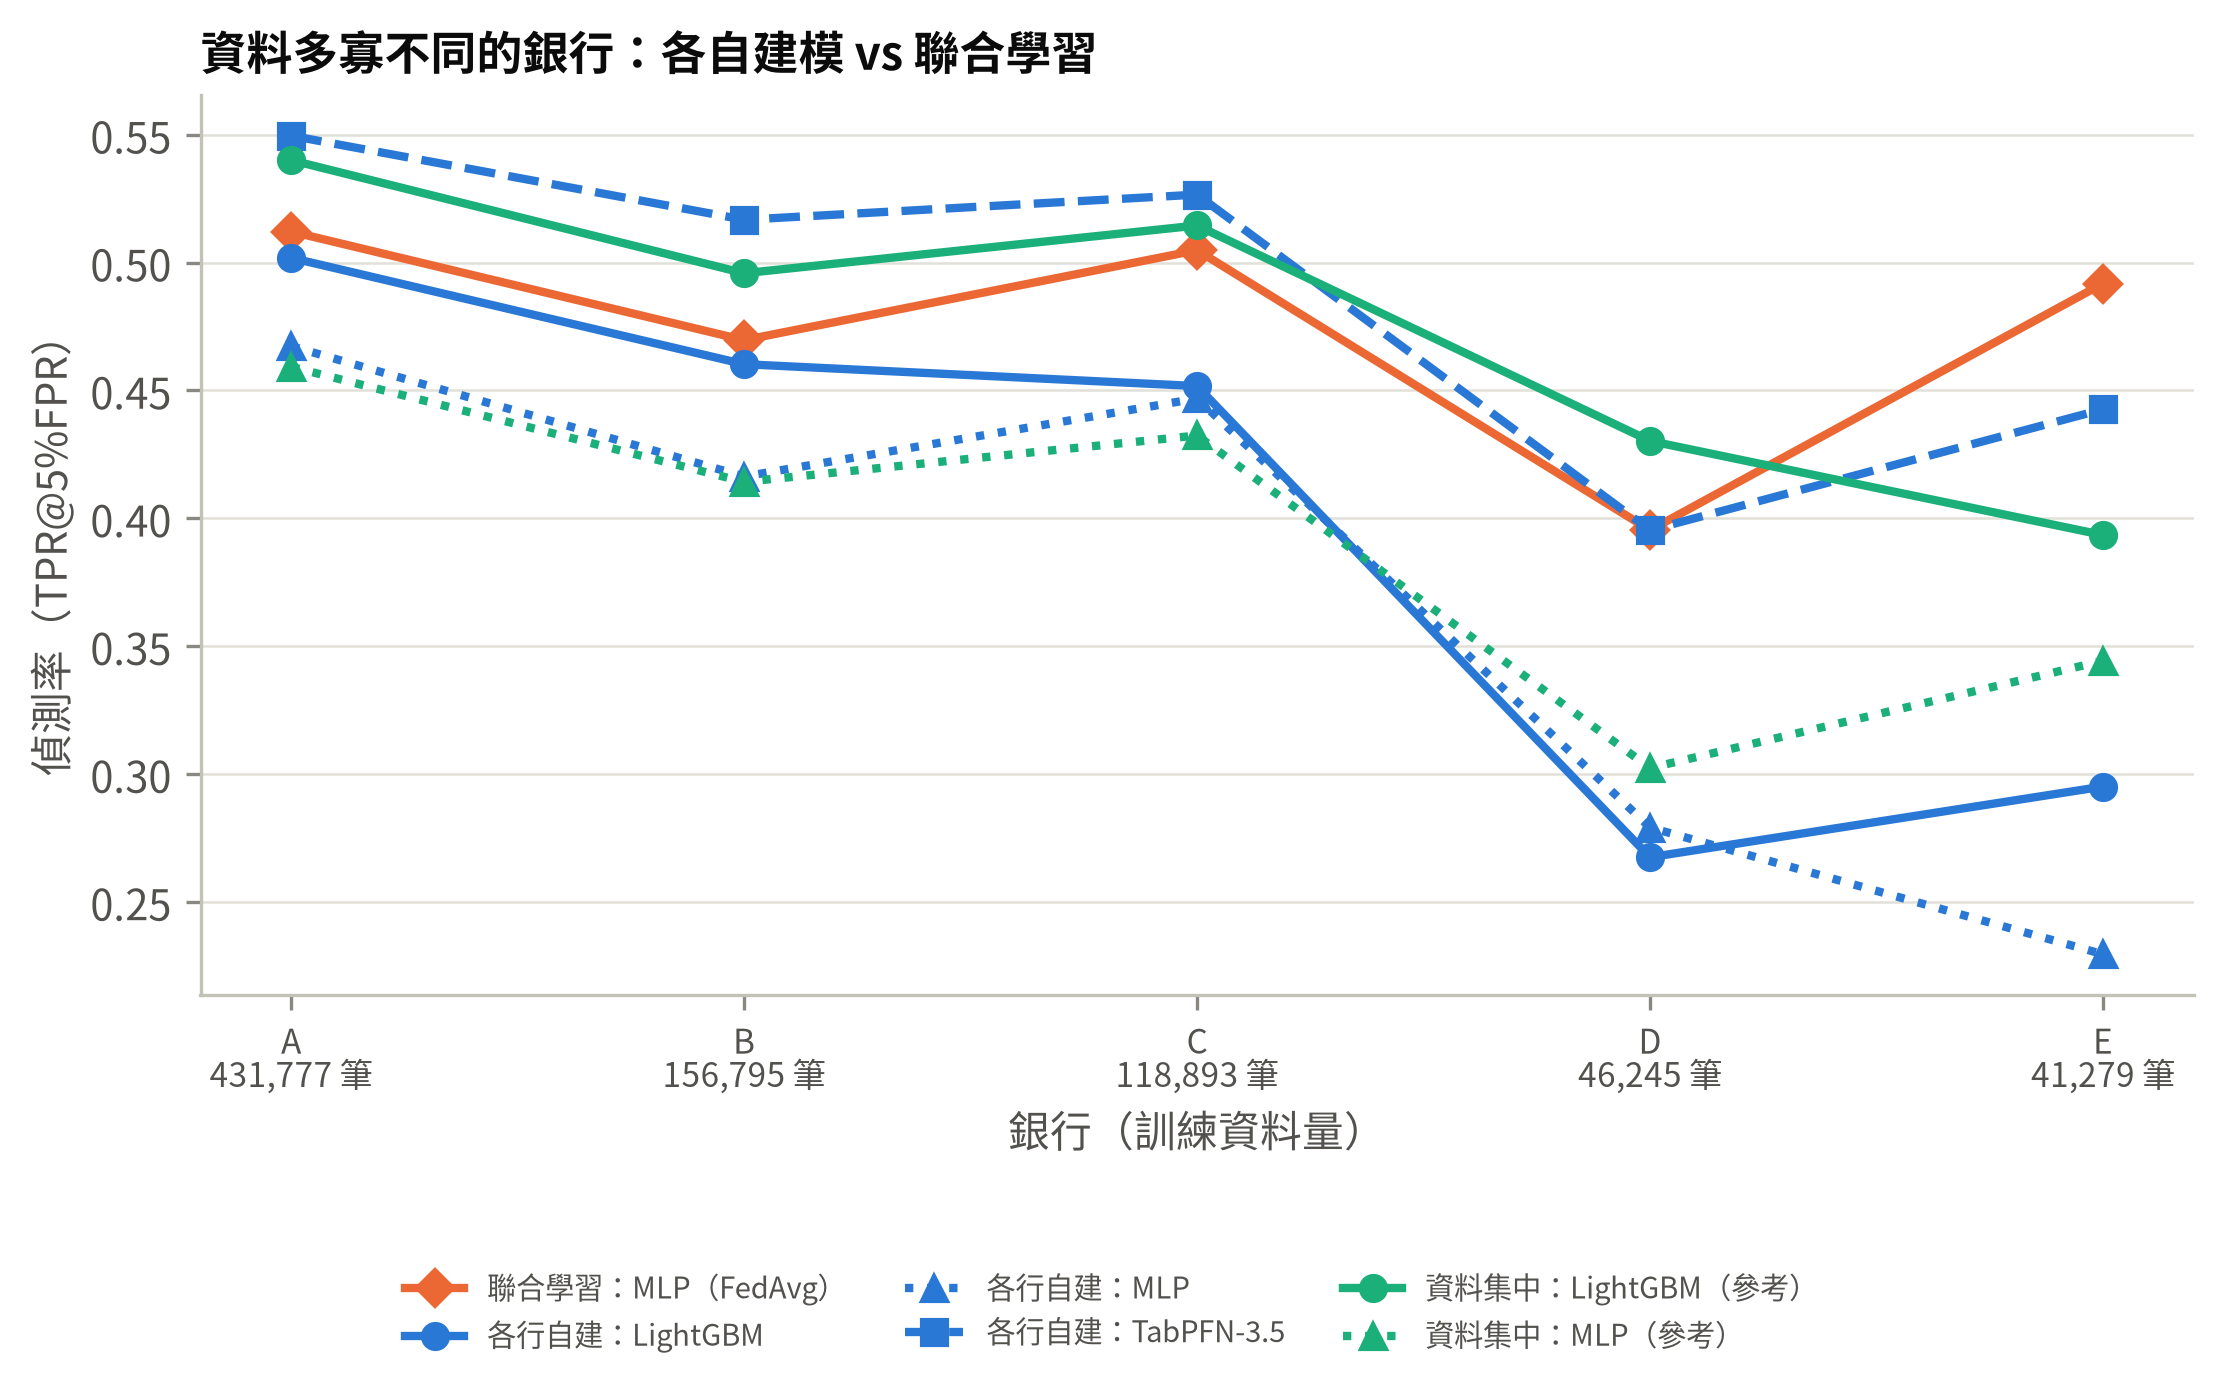 資料多寡不同的銀行：各自建模 vs 聯合學習
偵測率（TPR@5%FPR）
0.55
0.50
0.45
0.40
0.35
0.30
0.25
A
431,777 筆
B
156,795 筆
C
118,893 筆
D
46,245 筆
E
41,279 筆
銀行（訓練資料量）
聯合學習：MLP（FedAvg）
各行自建：LightGBM
各行自建：MLP
各行自建：TabPFN-3.5
資料集中：LightGBM（參考）
資料集中：MLP（參考）